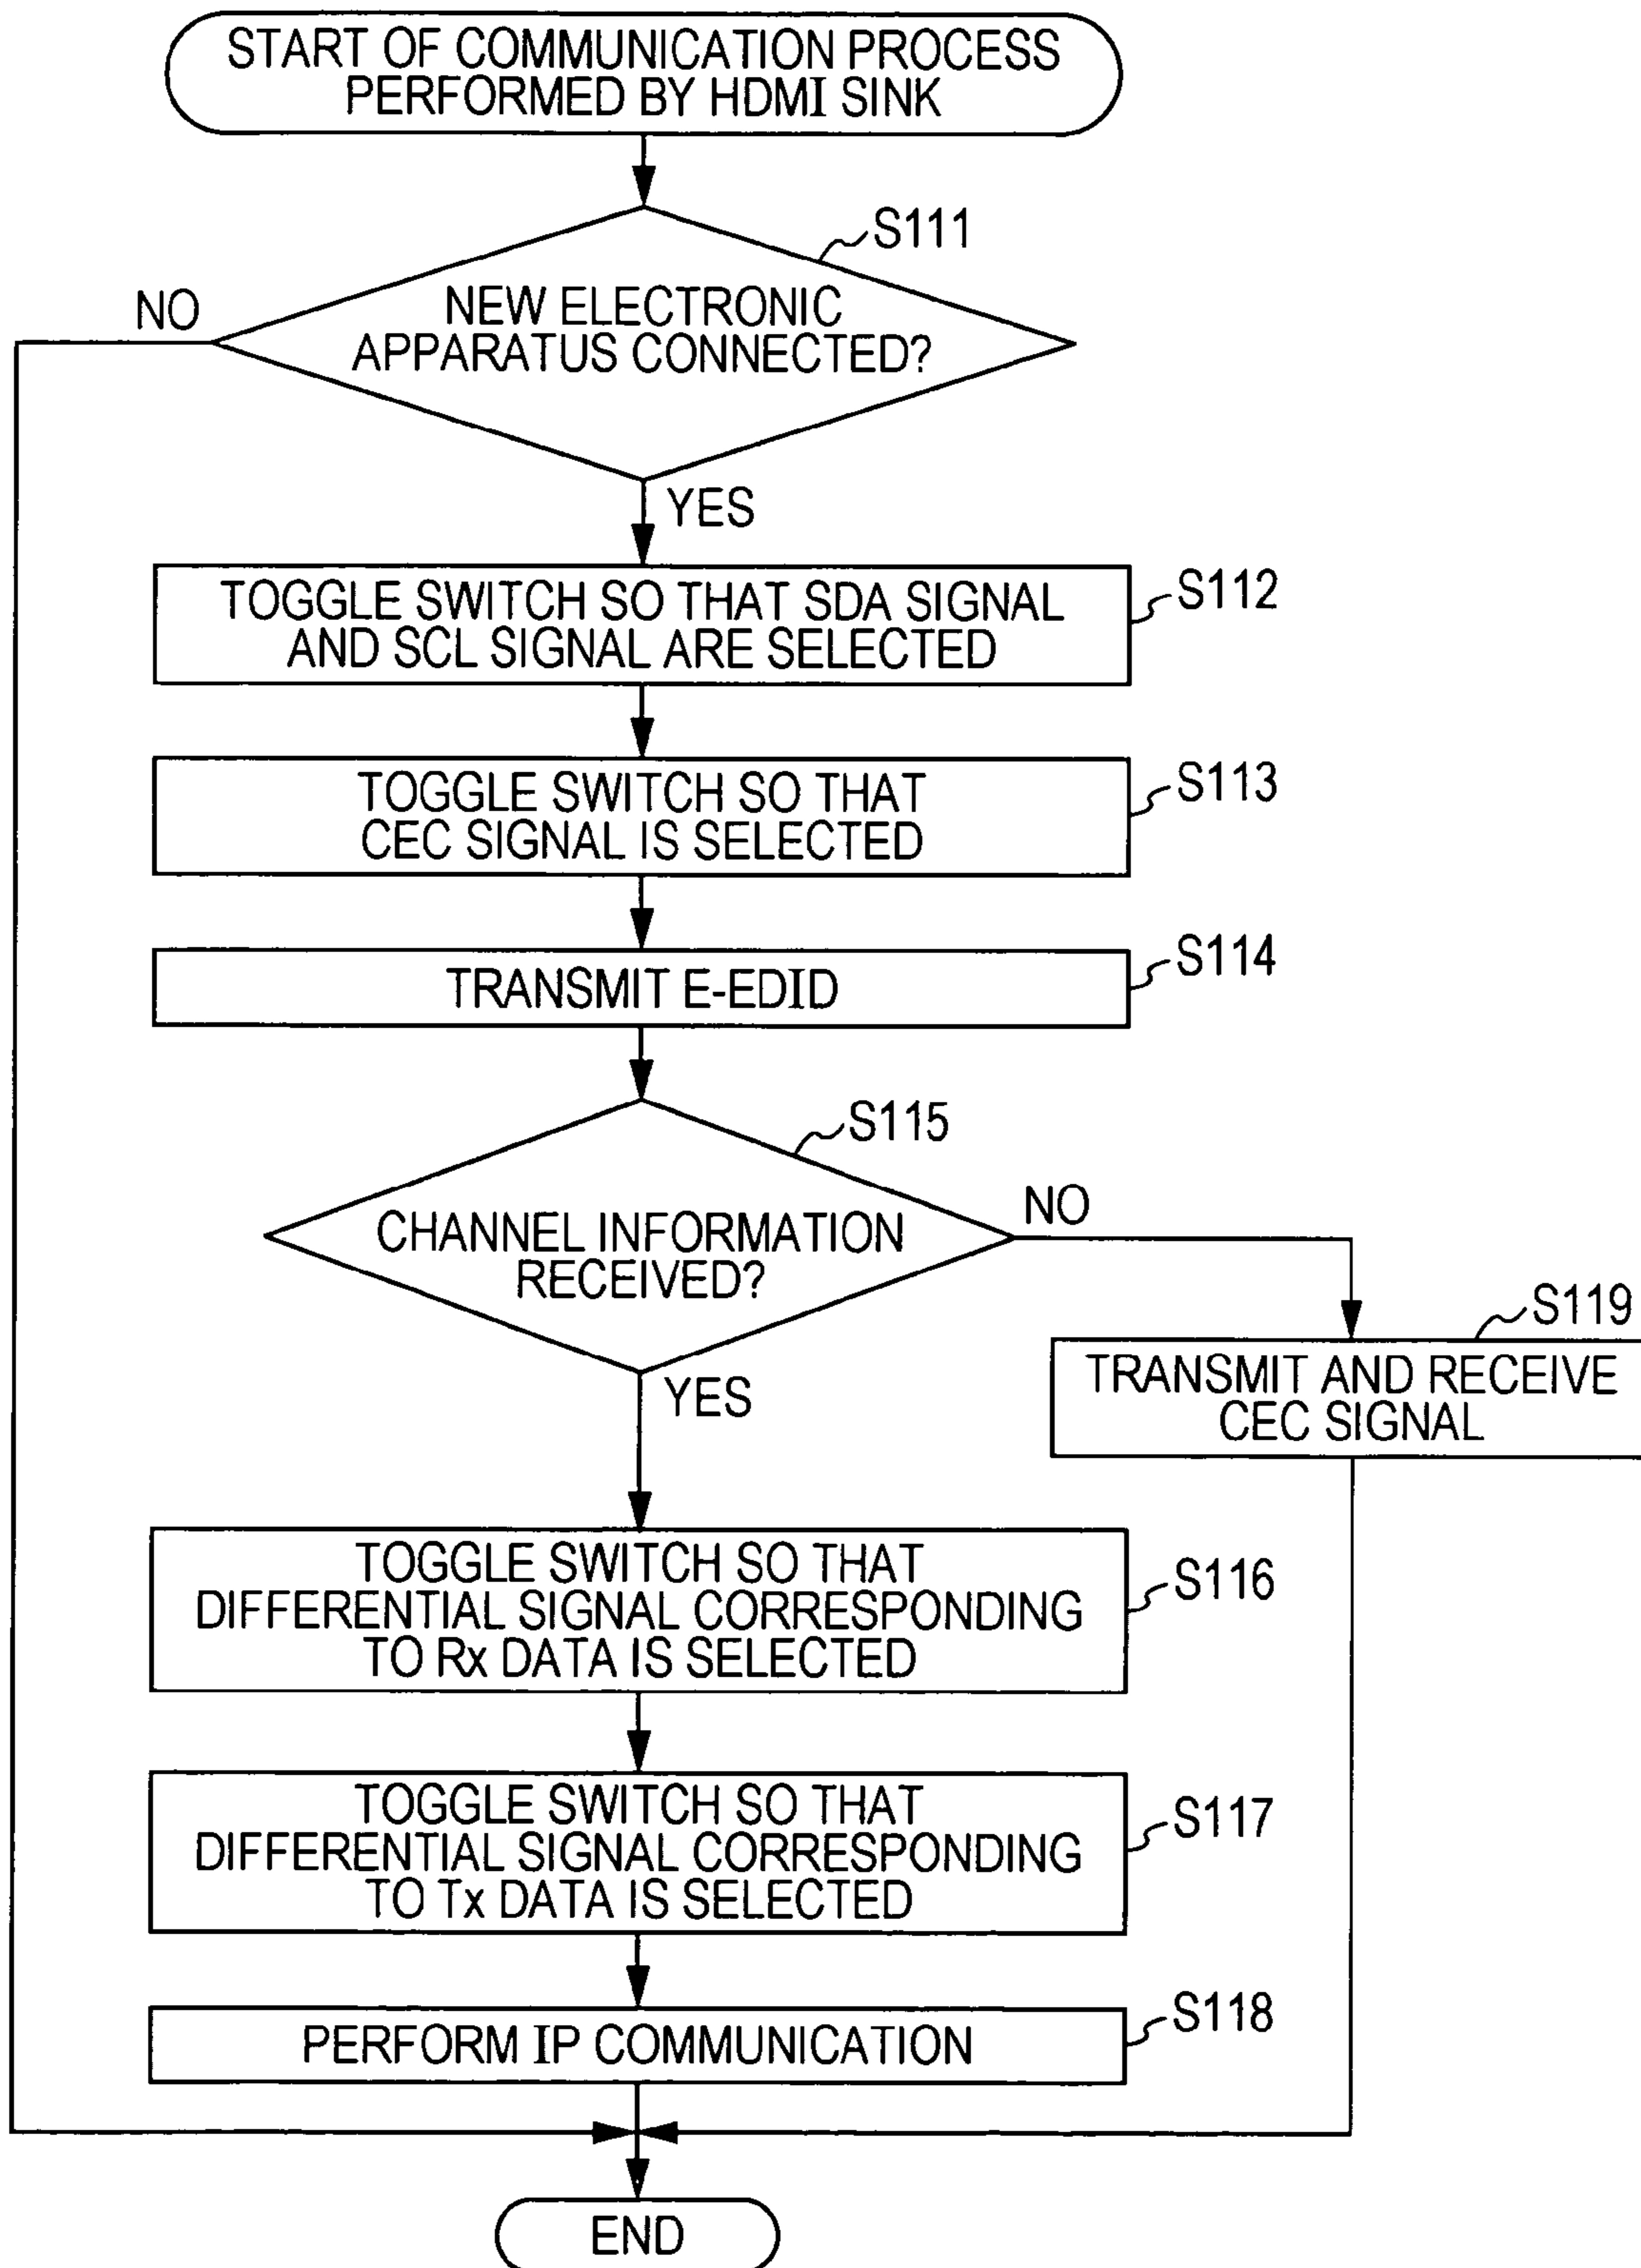 START OF COMMUNICATION PROCESS
PERFORMED BY HDMI SINK
S111
NO
NEW ELECTRONIC
APPARATUS CONNECTED?
YES
S112
TOGGLE SWITCH SO THAT SDA SIGNAL
AND SCL SIGNAL ARE SELECTED
S113
TOGGLE SWITCH SO THAT
CEC SIGNAL IS SELECTED
S114
TRANSMIT E-EDID
S115
NO
CHANNEL INFORMATION
RECEIVED?
S119
TRANSMIT AND RECEIVE
CEC SIGNAL
YES
S116
TOGGLE SWITCH SO THAT
DIFFERENTIAL SIGNAL CORRESPONDING
TO Rx DATA IS SELECTED
S117
TOGGLE SWITCH SO THAT
DIFFERENTIAL SIGNAL CORRESPONDING
TO Tx DATA IS SELECTED
S118
PERFORM IP COMMUNICATION
END